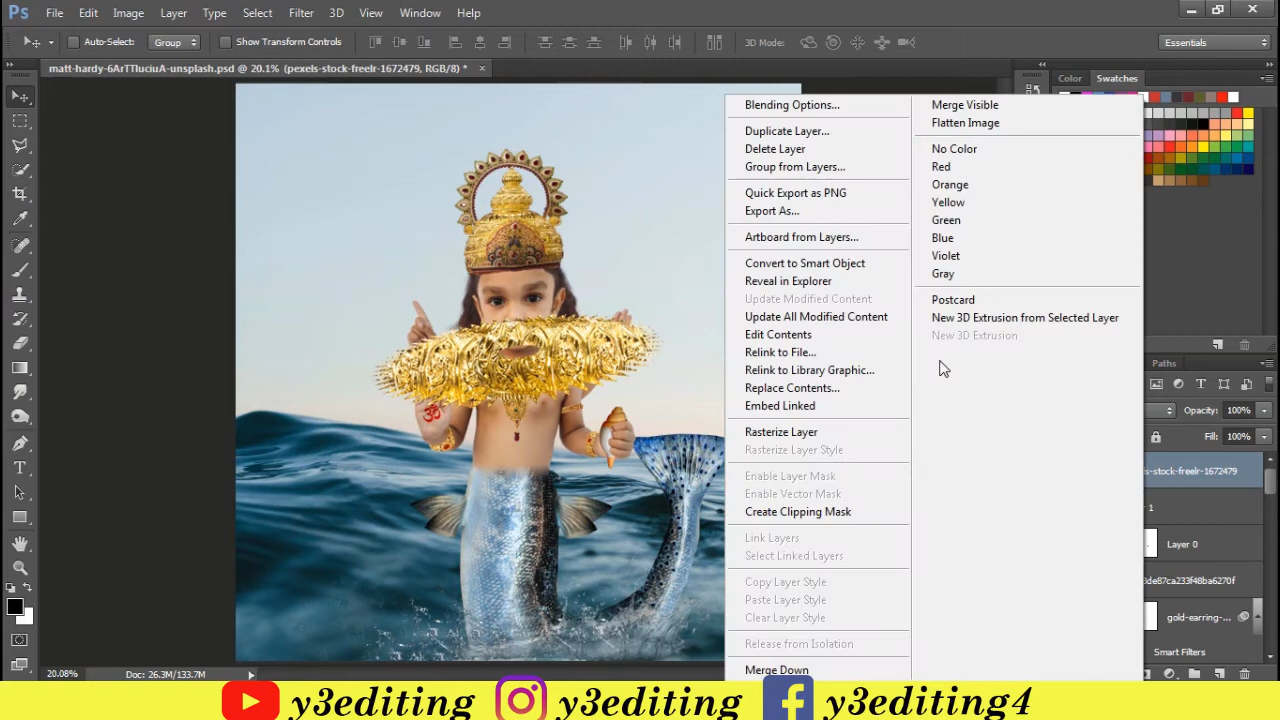 Ps File Edit Image Layer Type Select Filter 3D View Window Help
Auto-Select: Group Show Transform Controls 3D Mode: Essentials
matt-hardy-6ArTTluciuA-unsplash.psd @ 20.1% (pexels-stock-freelr-1672479, RGB/8) * ×
Color Swatches
Blending Options...
Duplicate Layer...
Delete Layer
Group from Layers...
Quick Export as PNG
Export As...
Artboard from Layers...
Convert to Smart Object
Reveal in Explorer
Update Modified Content
Update All Modified Content
Edit Contents
Relink to File...
Relink to Library Graphic...
Replace Contents...
Embed Linked
Rasterize Layer
Rasterize Layer Style
Enable Layer Mask
Enable Vector Mask
Create Clipping Mask
Link Layers
Select Linked Layers
Copy Layer Style
Paste Layer Style
Clear Layer Style
Release from Isolation
Merge Down
Merge Visible
Flatten Image
No Color
Red
Orange
Yellow
Green
Blue
Violet
Gray
Postcard
New 3D Extrusion from Selected Layer
New 3D Extrusion
Paths
Opacity: 100%
Fill: 100%
ls-stock-freelr-1672479
r 1
Layer 0
3de87ca233f48ba6270f
gold-earring-...
Smart Filters
ॐ
20.08% Doc: 26.3M/133.7M
y3editing y3editing y3editing4